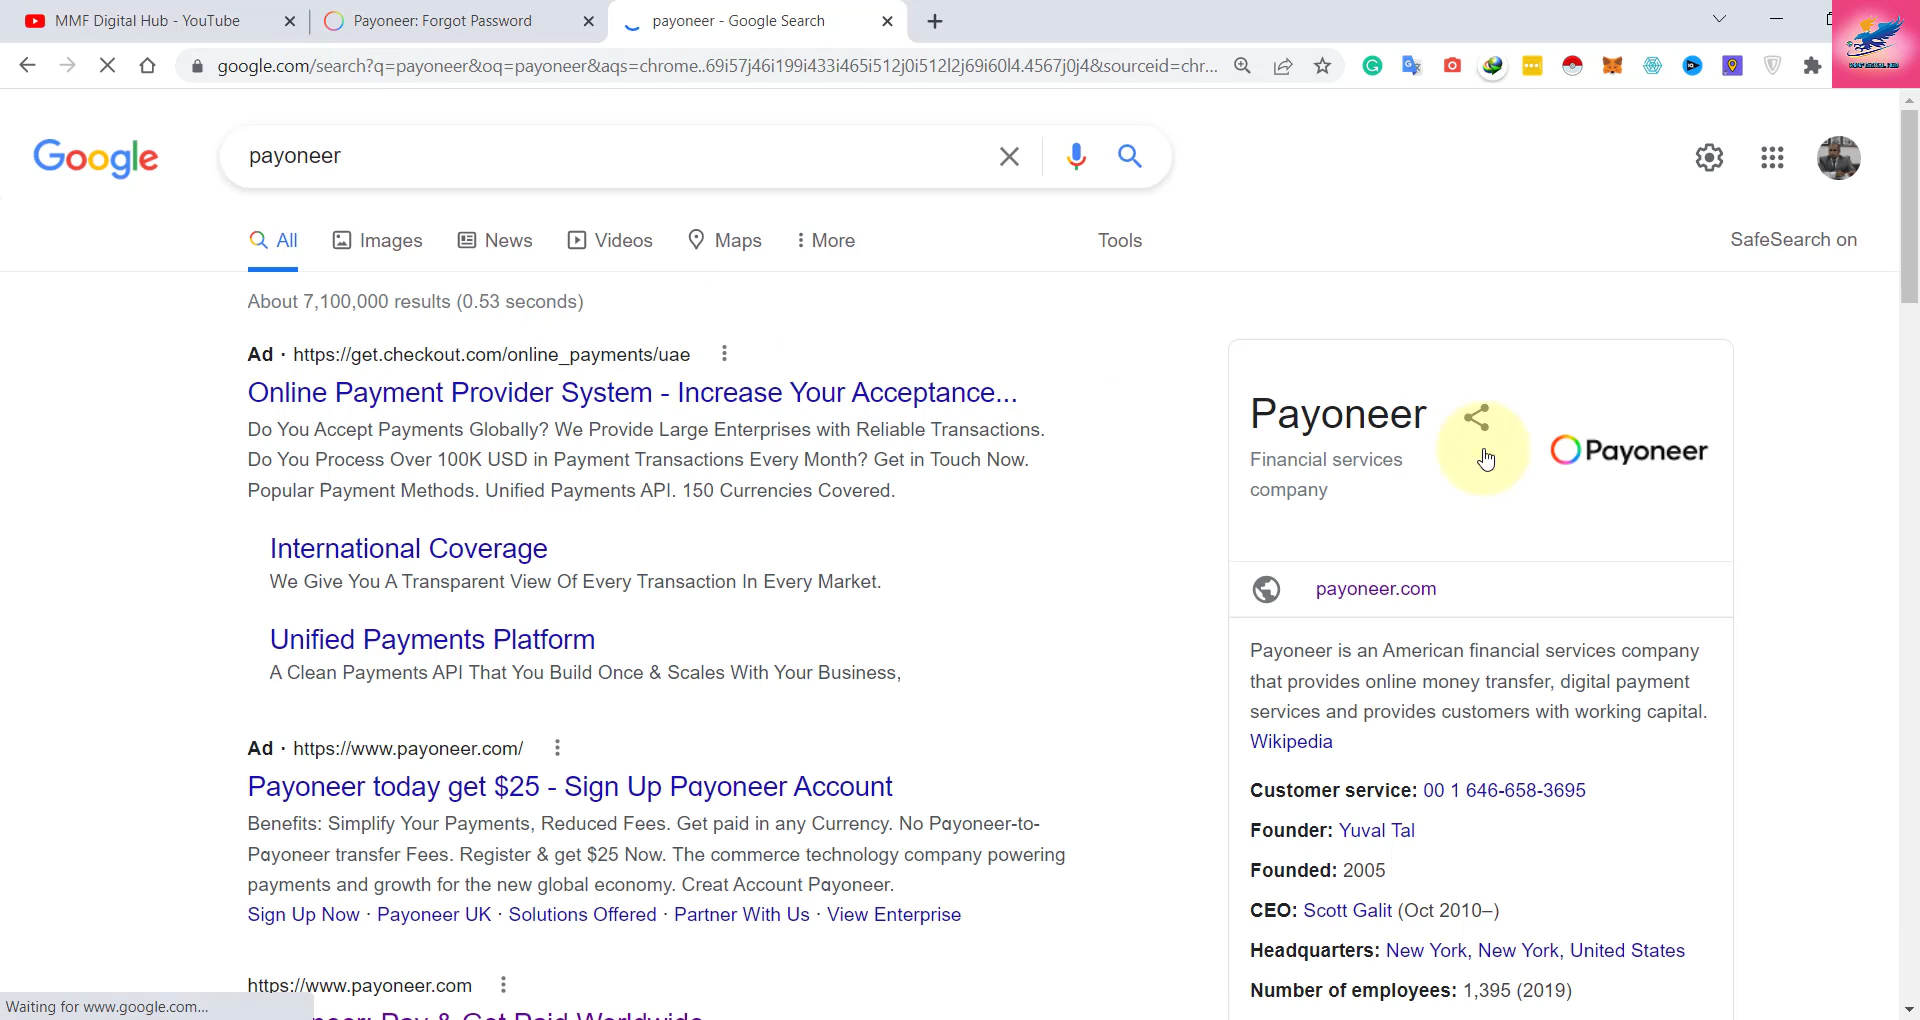 MMF Digital Hub - YouTube
Payoneer: Forgot Password
payoneer - Google Search
google.com/search?q=payoneer&oq=payoneer&aqs=chrome..69i57j46i199i433i465i512j0i512l2j69i60l4.4567j0j4&sourceid=chr...
Google
payoneer
All
Images
News
Videos
Maps
More
Tools
SafeSearch on
About 7,100,000 results (0.53 seconds)
Ad · https://get.checkout.com/online_payments/uae
Online Payment Provider System - Increase Your Acceptance...
Do You Accept Payments Globally? We Provide Large Enterprises with Reliable Transactions.
Do You Process Over 100K USD in Payment Transactions Every Month? Get in Touch Now.
Popular Payment Methods. Unified Payments API. 150 Currencies Covered.
International Coverage
We Give You A Transparent View Of Every Transaction In Every Market.
Unified Payments Platform
A Clean Payments API That You Build Once & Scales With Your Business,
Ad · https://www.payoneer.com/
Payoneer today get $25 - Sign Up Pɑyoneer Account
Benefits: Simplify Your Payments, Reduced Fees. Get paid in any Currency. No Pɑyoneer-to-
Pɑyoneer transfer Fees. Register & get $25 Now. The commerce technology company powering
payments and growth for the new global economy. Creat Account Pɑyoneer.
Sign Up Now · Payoneer UK · Solutions Offered · Partner With Us · View Enterprise
https://www.payoneer.com
Pay & Get Paid Worldwide
Payoneer
Financial services
company
Payoneer
payoneer.com
Payoneer is an American financial services company
that provides online money transfer, digital payment
services and provides customers with working capital.
Wikipedia
Customer service: 00 1 646-658-3695
Founder: Yuval Tal
Founded: 2005
CEO: Scott Galit (Oct 2010–)
Headquarters: New York, New York, United States
Number of employees: 1,395 (2019)
Waiting for www.google.com...